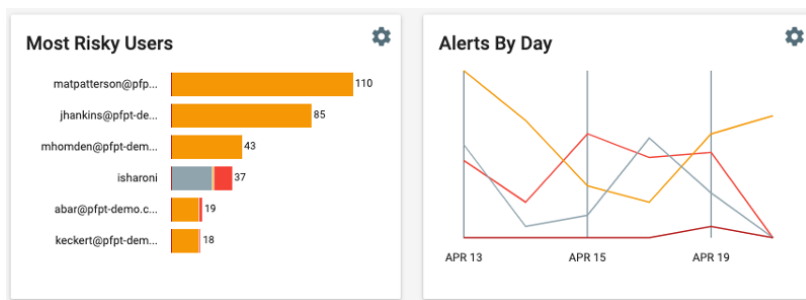 Most Risky Users
matpatterson@pfp... 110
jhankins@pfpt-de... 85
mhomden@pfpt-dem... 43
isharoni 37
abar@pfpt-demo.c... 19
keckert@pfpt-dem... 18
Alerts By Day
APR 13 APR 15 APR 19